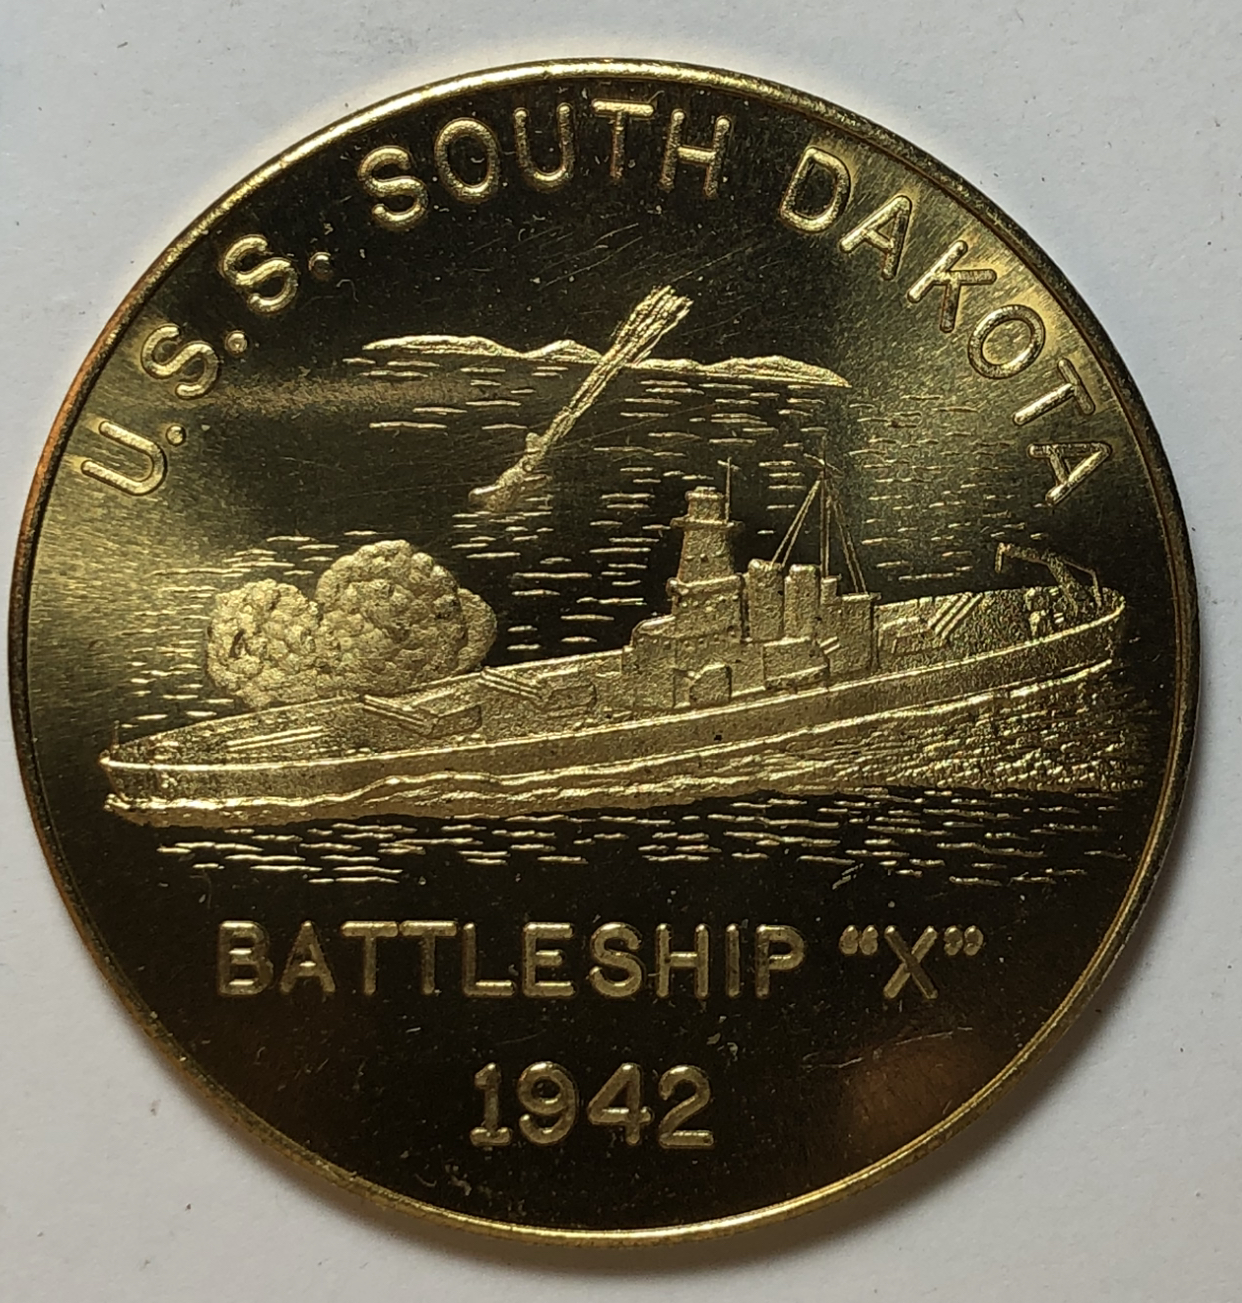 U.S.S. SOUTH DAKOTA
BATTLESHIP “X”
1942